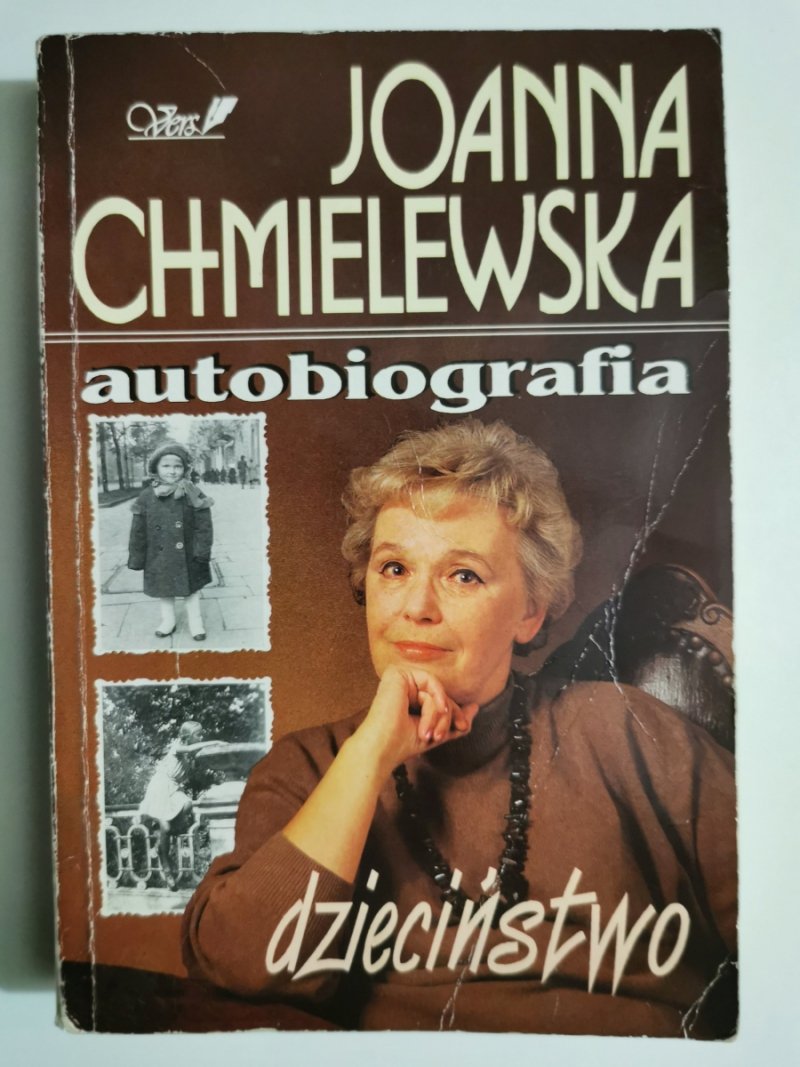 Vers
JOANNA
CHMIELEWSKA
autobiografia
dzieciństwo